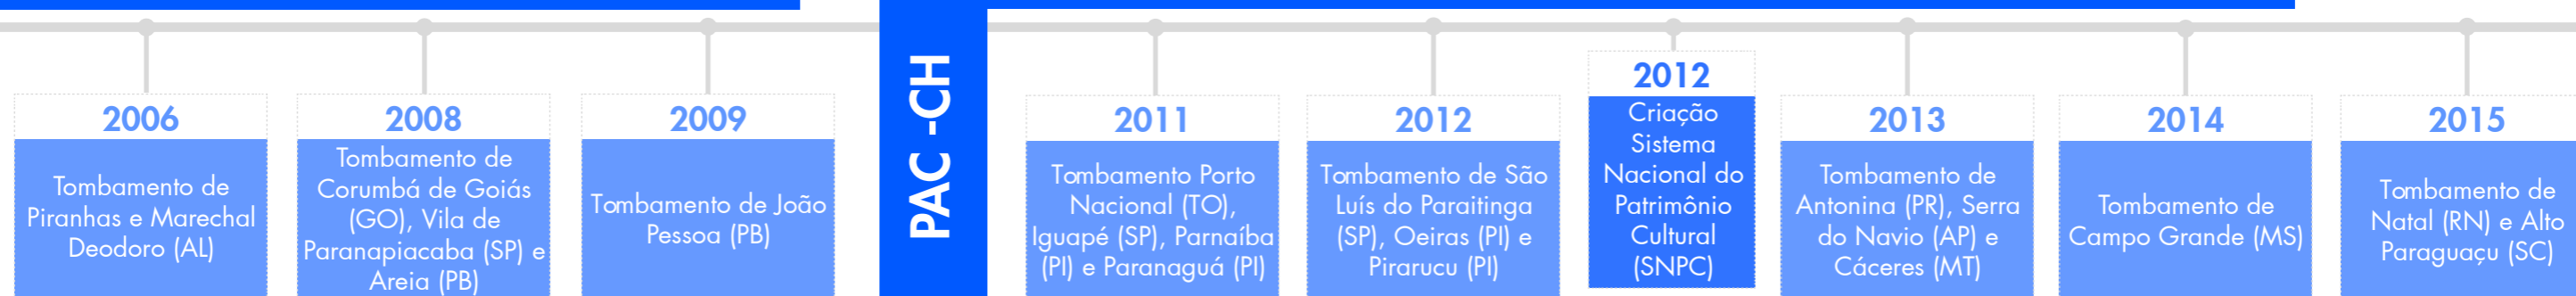 2006
Tombamento de
Piranhas e Marechal
Deodoro (AL)
2008
Tombamento de
Corumbá de Goiás
(GO), Vila de
Paranapiacaba (SP) e
Areia (PB)
2009
Tombamento de João
Pessoa (PB)
PAC -CH
2011
Tombamento Porto
Nacional (TO),
Iguapé (SP), Parnaíba
(PI) e Paranaguá (PI)
2012
Tombamento de São
Luís do Paraitinga
(SP), Oeiras (PI) e
Pirarucu (PI)
2012
Criação
Sistema
Nacional do
Patrimônio
Cultural
(SNPC)
2013
Tombamento de
Antonina (PR), Serra
do Navio (AP) e
Cáceres (MT)
2014
Tombamento de
Campo Grande (MS)
2015
Tombamento de
Natal (RN) e Alto
Paraguaçu (SC)